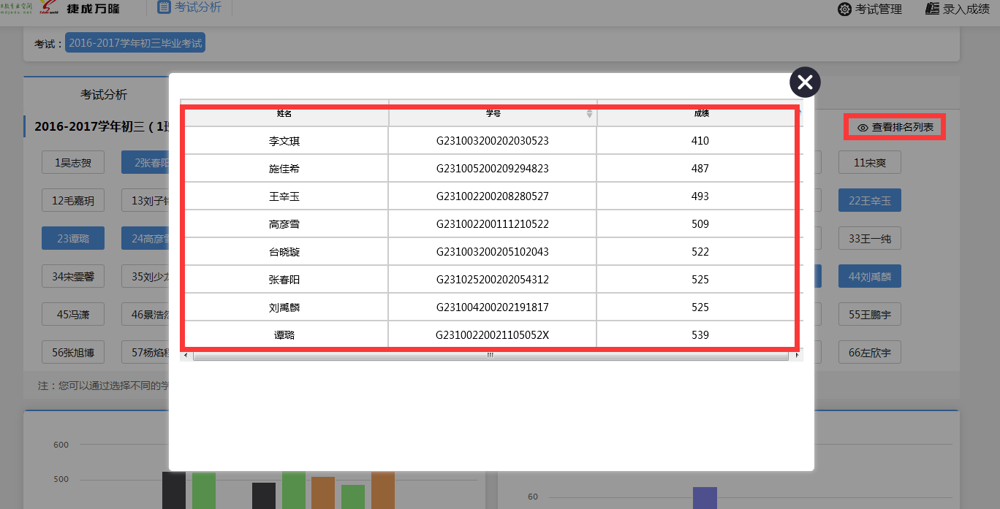 捷成万隆 考试分析 考试管理 录入成绩
考试： 2016-2017学年初三毕业考试
考试分析
2016-2017学年初三（1 查看排名列表
姓名 学号 成绩
李文琪 G231003200202030523 410
施佳希 G231005200209294823 487
王辛玉 G231002200208280527 493
高彦雪 G231002200111210522 509
台晓璇 G231003200205102043 522
张春阳 G231025200202054312 525
刘禹麟 G231004200202191817 525
谭璐 G23100220021105052X 539
1吴志贺 2张春阳 11宋爽
12毛嘉玥 13刘子 22王辛玉
23谭璐 24高彦雪 33王一纯
34宋雯馨 35刘少 44刘禹麟
45冯潇 46景浩然 55王鹏宇
56张旭博 57杨焰程 66左欣宇
注：您可以通过选择不同的学
600
500
60